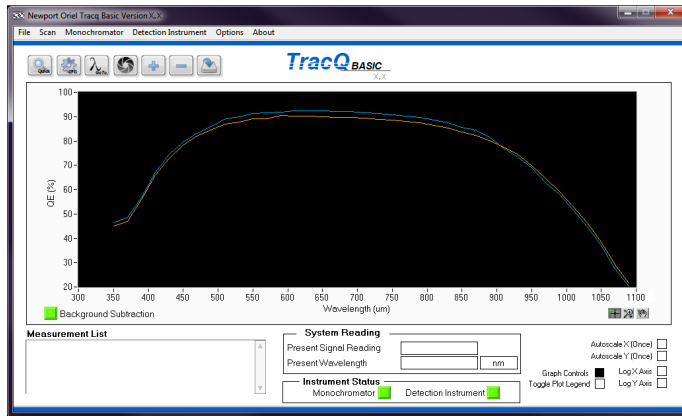 Newport Oriel Tracq Basic Version X.X
File Scan Monochromator Detection Instrument Options About
TracQ BASIC
X.X
100
90
80
70
60
50
40
30
20
QE (%)
300 350 400 450 500 550 600 650 700 750 800 850 900 950 1000 1050 1100
Wavelength (um)
Background Subtraction
Measurement List
System Reading
Present Signal Reading
Present Wavelength nm
Instrument Status
Monochromator Detection Instrument
Autoscale X (Once)
Autoscale Y (Once)
Graph Controls Log X Axis
Toggle Plot Legend Log Y Axis